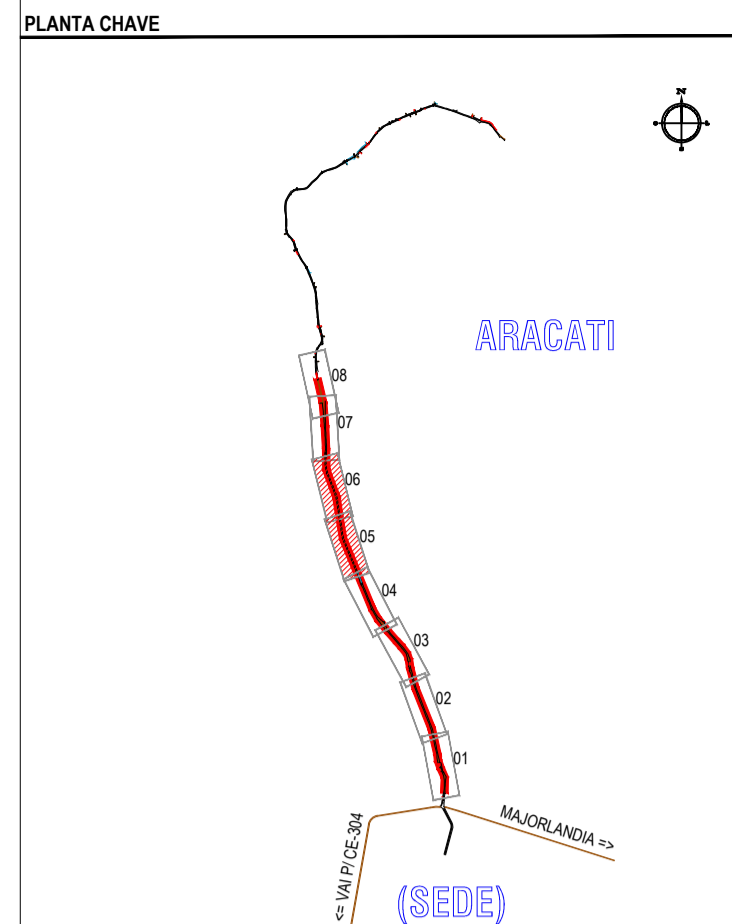 PLANTA CHAVE
N
ARACATI
08
07
06
05
04
03
02
01
MAJORLANDIA =>
<= VAI P/ CE-304
(SEDE)